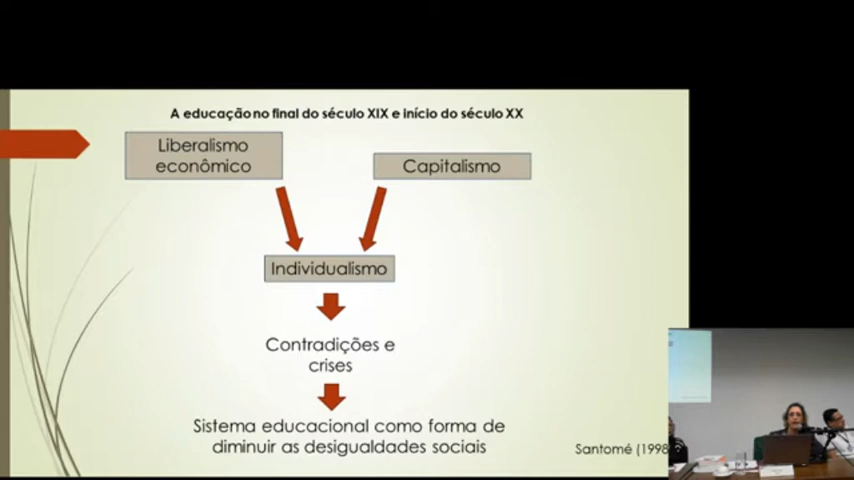 A educação no final do século XIX e início do século XX
Liberalismo
econômico
Capitalismo
Individualismo
Contradições e
crises
Sistema educacional como forma de
diminuir as desigualdades sociais
Santomé (1998